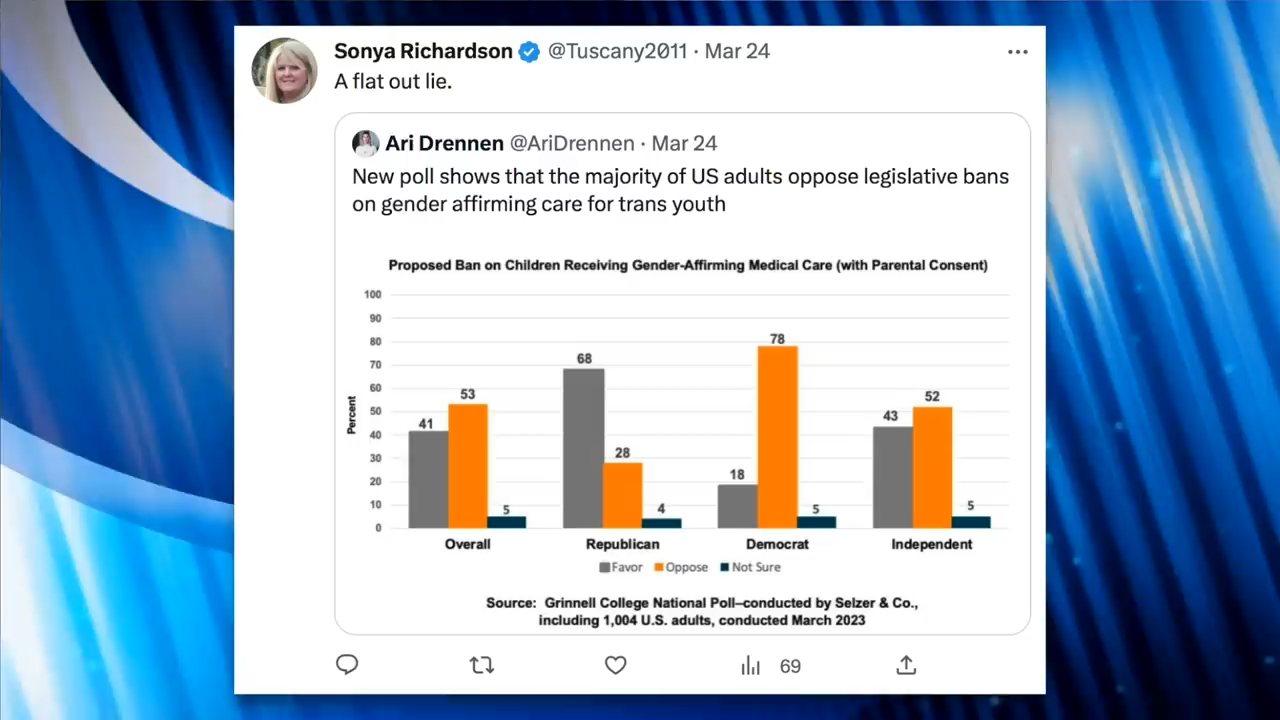 Sonya Richardson @Tuscany2011 · Mar 24
A flat out lie.
Ari Drennen @AriDrennen · Mar 24
New poll shows that the majority of US adults oppose legislative bans
on gender affirming care for trans youth
Proposed Ban on Children Receiving Gender-Affirming Medical Care (with Parental Consent)
Percent
100
90
80
70
60
50
40
30
20
10
0
41
53
5
68
28
4
18
78
5
43
52
5
Overall
Republican
Democrat
Independent
Favor Oppose Not Sure
Source: Grinnell College National Poll–conducted by Selzer & Co.,
including 1,004 U.S. adults, conducted March 2023
69